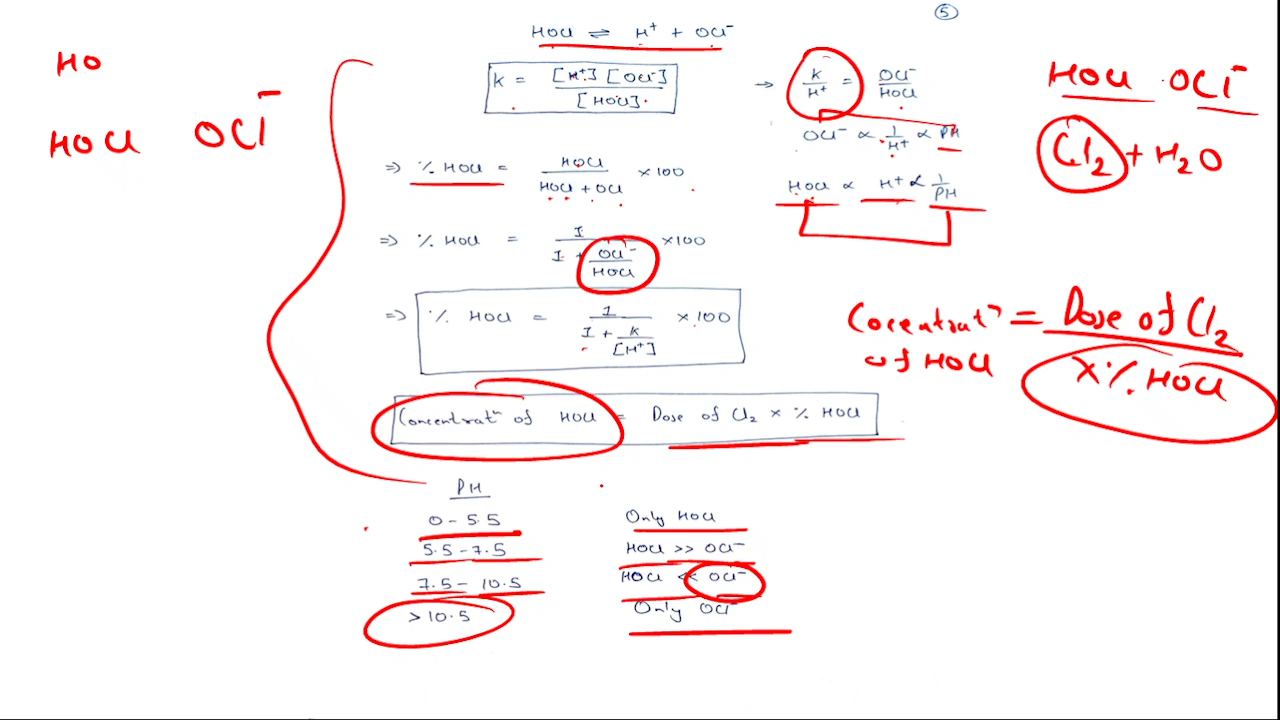 5
HOCl ⇌ H⁺ + OCl⁻
K = [H⁺] [OCl⁻] / [HOCl]
→ K / H⁺ = OCl⁻ / HOCl
OCl⁻ ∝ 1 / H⁺ ∝ PH
HOCl ∝ H⁺ ∝ 1 / PH
⇒ % HOCl = HOCl / HOCl + OCl × 100
⇒ % HOCl = 1 / 1 + OCl⁻ / HOCl × 100
⇒ % HOCl = 1 / 1 + K / [H⁺] × 100
Concentratⁿ of HOCl = Dose of Cl₂ × % HOCl
PH
0 - 5.5 Only HOCl
5.5 - 7.5 HOCl >> OCl⁻
7.5 - 10.5 HOCl << OCl⁻
> 10.5 Only OCl⁻
HO
HOCl OCl⁻
HOCl · OCl⁻
Cl₂ + H₂O
Concentratⁿ = Dose of Cl₂
of HOCl × % HOCl